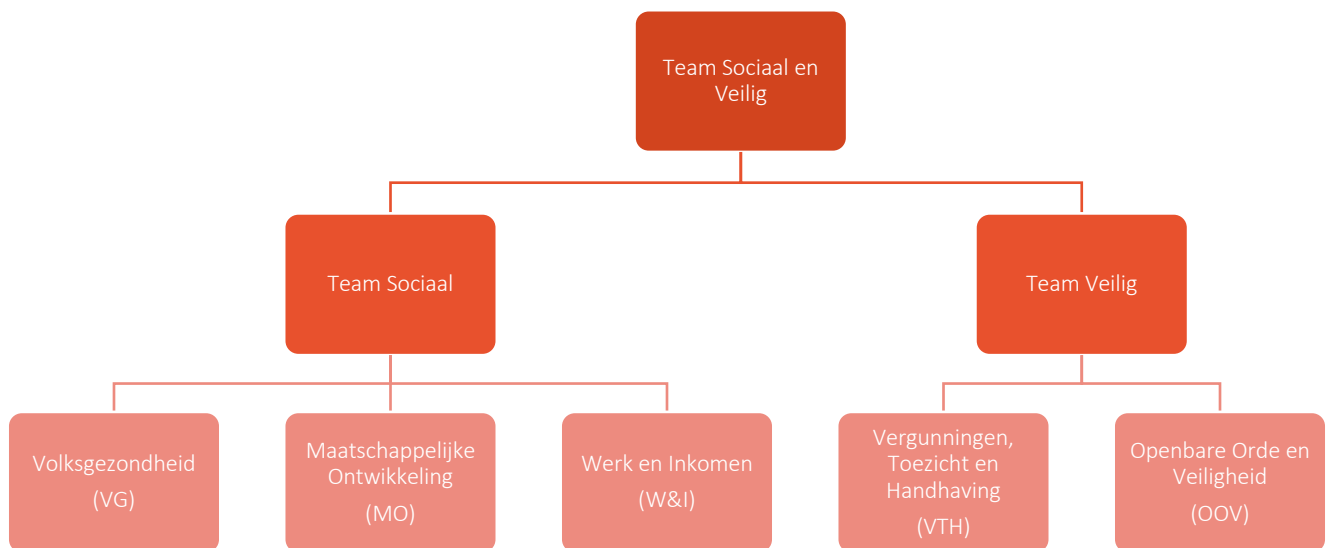 Team Sociaal en
Veilig
Team Sociaal
Team Veilig
Volksgezondheid
(VG)
Maatschappelijke
Ontwikkeling
(MO)
Werk en Inkomen
(W&I)
Vergunningen,
Toezicht en
Handhaving
(VTH)
Openbare Orde en
Veiligheid
(OOV)